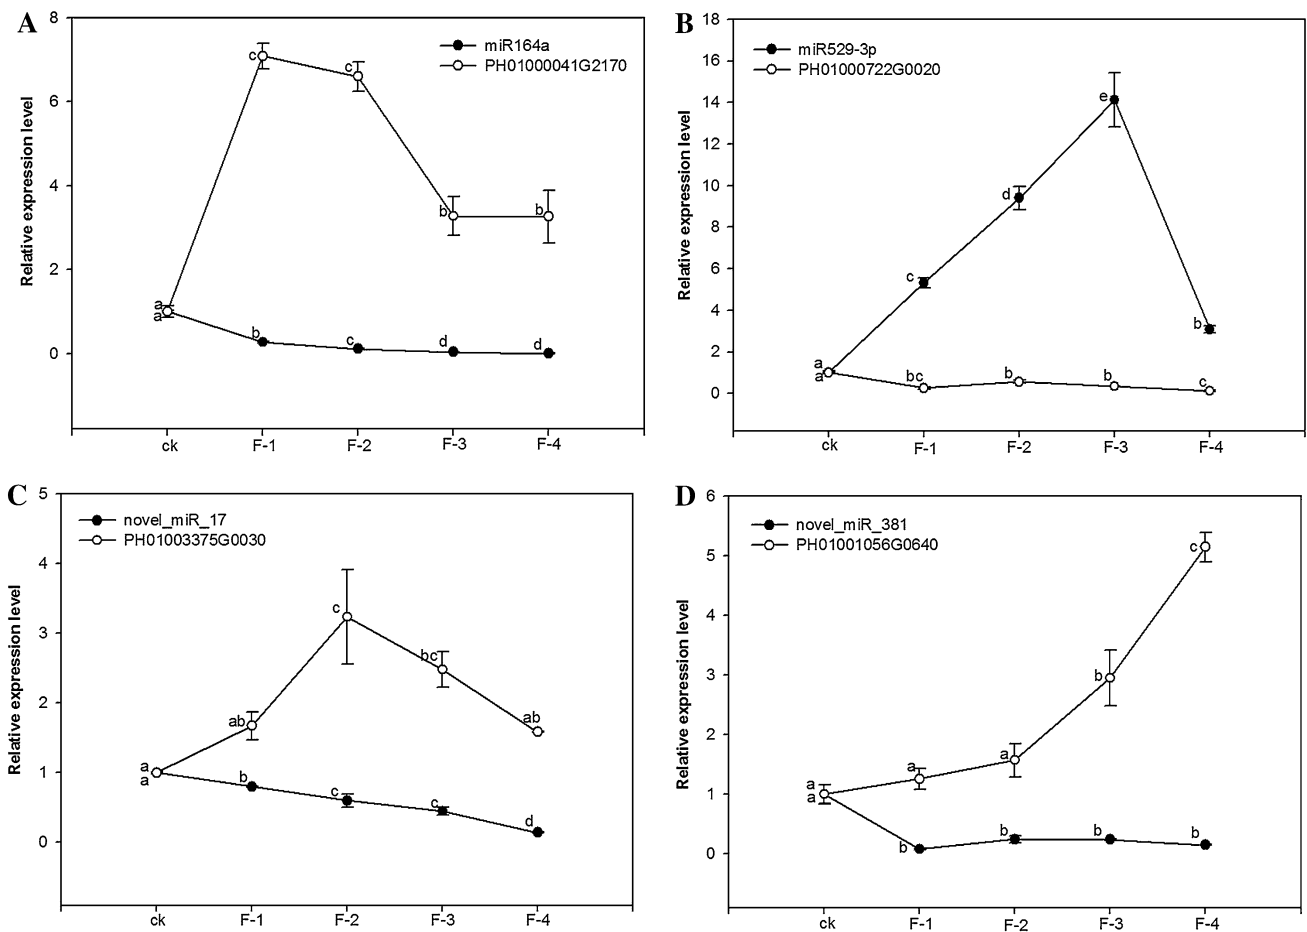 A
Relative expression level
8
6
4
2
0
miR164a
PH01000041G2170
a
a
c
c
b
b
b
c
d
d
ck
F-1
F-2
F-3
F-4
B
Relative expression level
18
16
14
12
10
8
6
4
2
0
miR529-3p
PH01000722G0020
a
a
c
d
e
b
bc
b
b
c
ck
F-1
F-2
F-3
F-4
C
Relative expression level
5
4
3
2
1
0
novel_miR_17
PH01003375G0030
a
a
ab
c
bc
ab
b
c
c
d
ck
F-1
F-2
F-3
F-4
D
Relative expression level
6
5
4
3
2
1
0
novel_miR_381
PH01001056G0640
a
a
a
a
b
c
b
b
b
b
ck
F-1
F-2
F-3
F-4